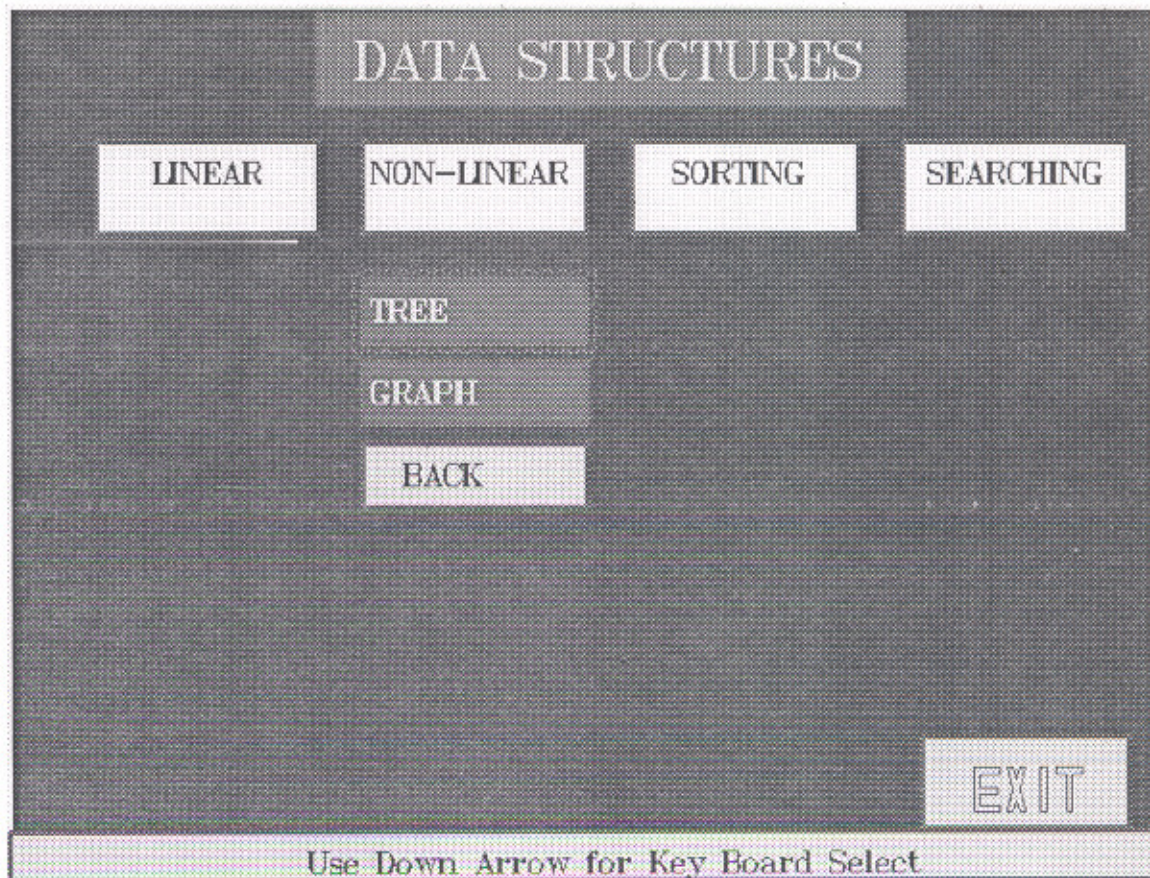 DATA STRUCTURES
LINEAR NON-LINEAR SORTING SEARCHING
TREE
GRAPH
BACK
EXIT
Use Down Arrow for Key Board Select